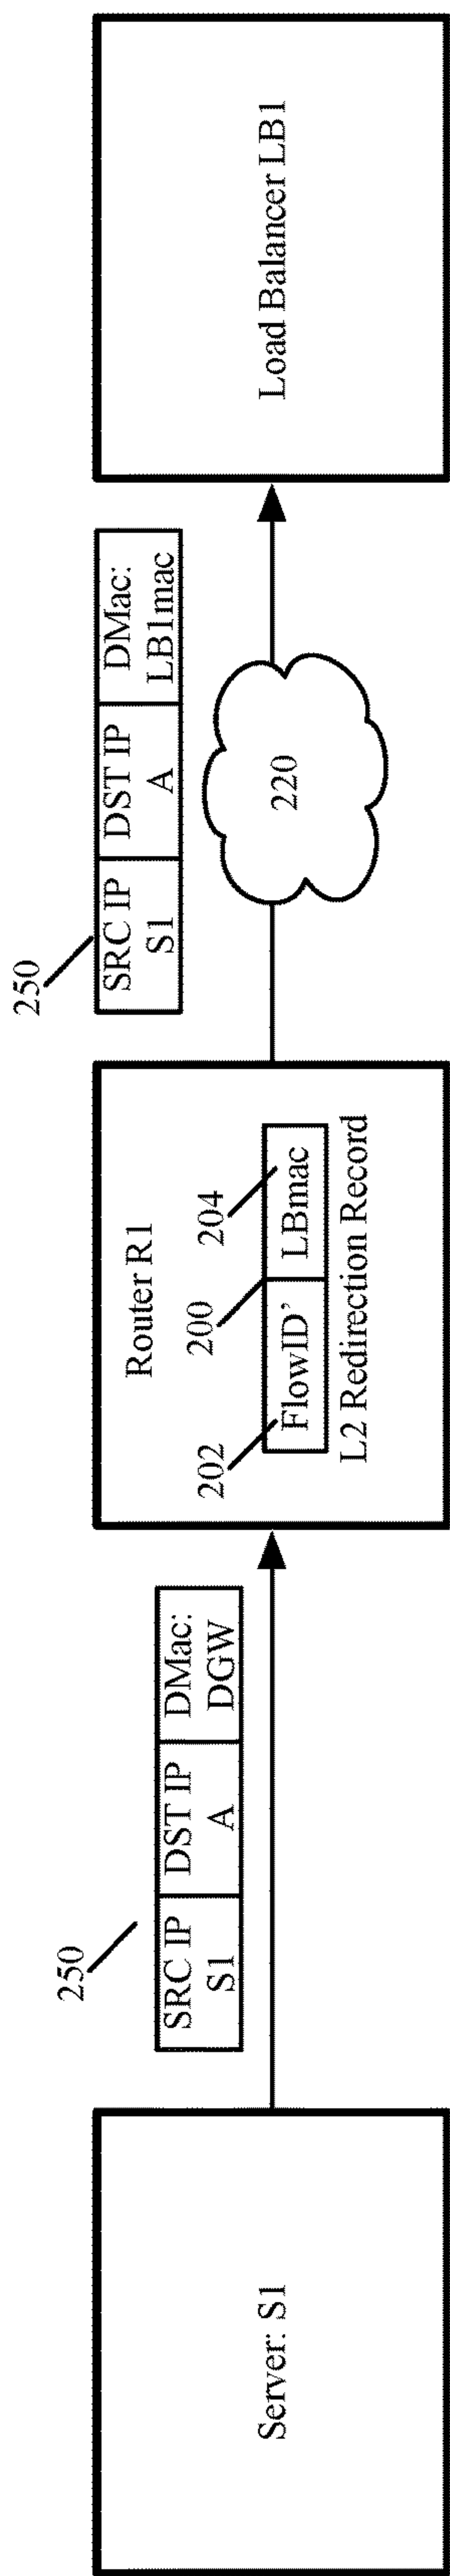 Server: S1
250
SRC IP
S1
DST IP
A
DMac:
DGW
Router R1
202
200
204
FlowID’
LBmac
L2 Redirection Record
250
SRC IP
S1
DST IP
A
DMac:
LB1mac
220
Load Balancer LB1